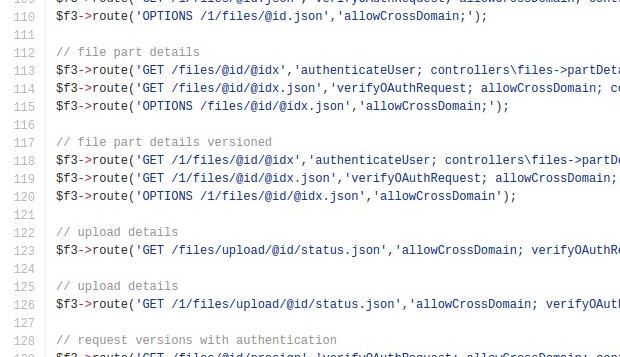 110 $f3->route('OPTIONS /1/files/@id.json','allowCrossDomain;');
111
112 // file part details
113 $f3->route('GET /files/@id/@idx','authenticateUser; controllers\files->partDeta
114 $f3->route('GET /files/@id/@idx.json','verifyOAuthRequest; allowCrossDomain; co
115 $f3->route('OPTIONS /files/@id/@idx.json','allowCrossDomain;');
116
117 // file part details versioned
118 $f3->route('GET /1/files/@id/@idx','authenticateUser; controllers\files->partDe
119 $f3->route('GET /1/files/@id/@idx.json','verifyOAuthRequest; allowCrossDomain;
120 $f3->route('OPTIONS /1/files/@id/@idx.json','allowCrossDomain');
121
122 // upload details
123 $f3->route('GET /files/upload/@id/status.json','allowCrossDomain; verifyOAuthRe
124
125 // upload details
126 $f3->route('GET /1/files/upload/@id/status.json','allowCrossDomain; verifyOAuth
127
128 // request versions with authentication